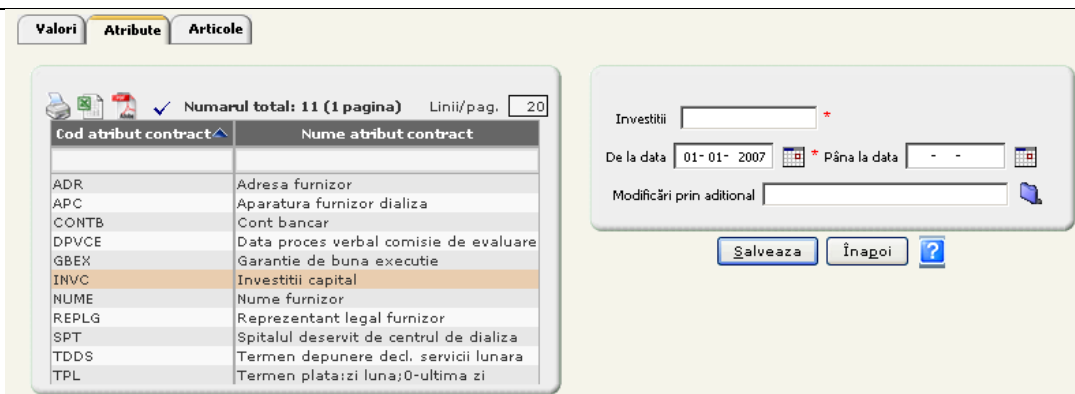 Valori Atribute Articole
Numarul total: 11 (1 pagina) Linii/pag. 20
Cod atribut contract Nume atribut contract
ADR Adresa furnizor
APC Aparatura furnizor dializa
CONTB Cont bancar
DPVCE Data proces verbal comisie de evaluare
GBEX Garantie de buna executie
INVC Investitii capital
NUME Nume furnizor
REPLG Reprezentant legal furnizor
SPT Spitalul deservit de centrul de dializa
TDDS Termen depunere decl. servicii lunara
TPL Termen plata:zi luna;0-ultima zi
Investitii *
De la data 01- 01- 2007 * Pâna la data - -
Modificări prin aditional
Salveaza Înapoi ?